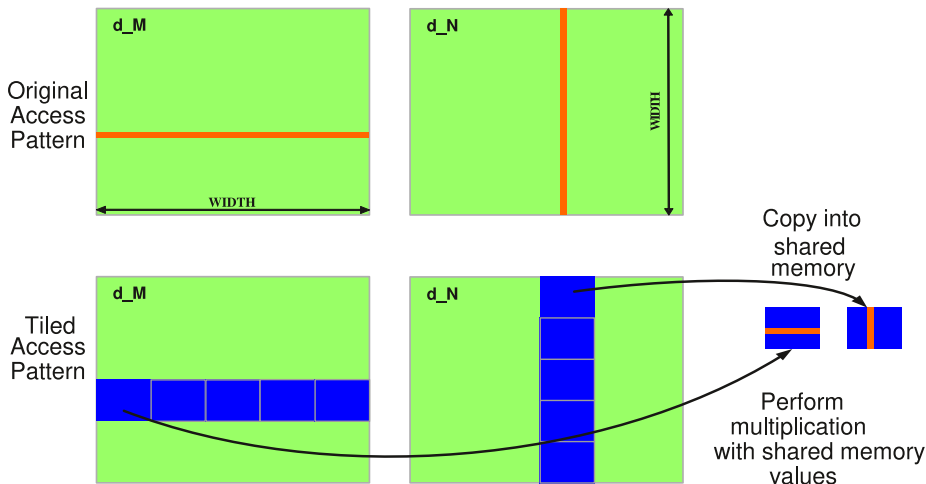 d_M
d_N
Original
Access
Pattern
WIDTH
WIDTH
Copy into
shared
memory
d_M
d_N
Tiled
Access
Pattern
Perform
multiplication
with shared memory
values